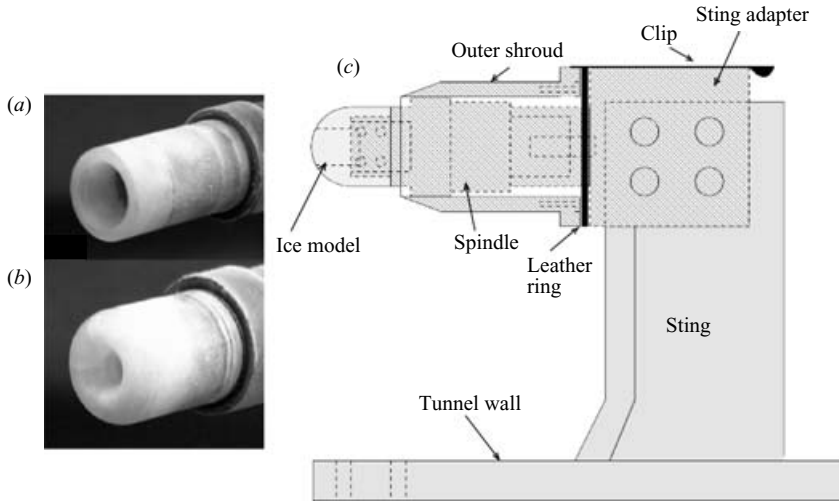 Sting adapter
Clip
Outer shroud
(c)
(a)
Ice model
Spindle
Leather
ring
(b)
Sting
Tunnel wall